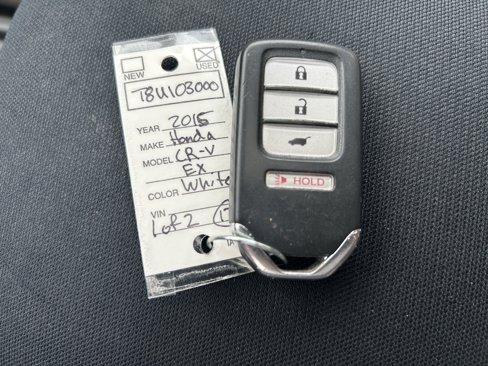 NEW
USED
T8U103000
YEAR 2015
MAKE Honda
MODEL CR-V
EX
COLOR White
VIN
Lot 2
HOLD